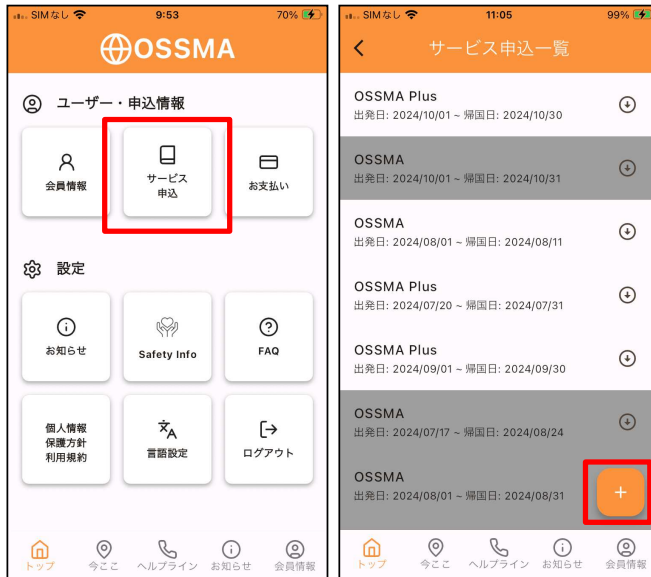 SIMなし 9:53 70%
OSSMA
ユーザー・申込情報
会員情報
サービス
申込
お支払い
設定
お知らせ
Safety Info
FAQ
個人情報
保護方針
利用規約
言語設定
ログアウト
トップ 今ここ ヘルプライン お知らせ 会員情報
SIMなし 11:05 99%
サービス申込一覧
OSSMA Plus
出発日: 2024/10/01 ~ 帰国日: 2024/10/30
OSSMA
出発日: 2024/10/01 ~ 帰国日: 2024/10/31
OSSMA
出発日: 2024/08/01 ~ 帰国日: 2024/08/11
OSSMA Plus
出発日: 2024/07/20 ~ 帰国日: 2024/07/31
OSSMA Plus
出発日: 2024/09/01 ~ 帰国日: 2024/09/30
OSSMA
出発日: 2024/07/17 ~ 帰国日: 2024/08/24
OSSMA
出発日: 2024/08/01 ~ 帰国日: 2024/08/31
+
トップ 今ここ ヘルプライン お知らせ 会員情報